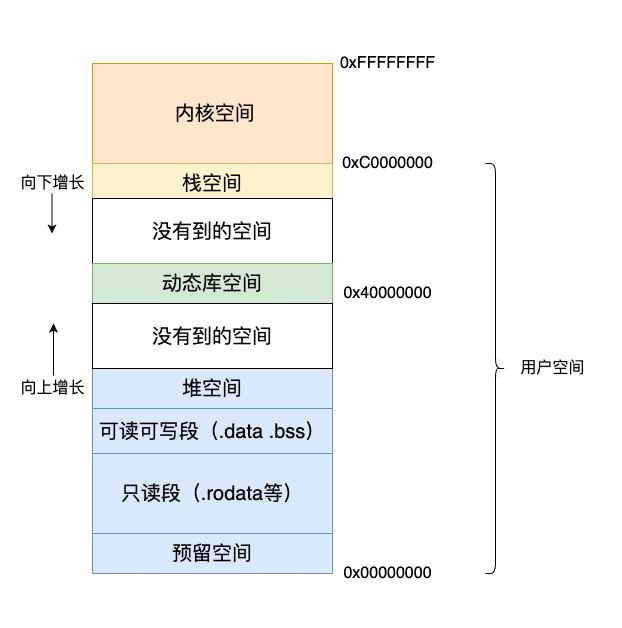 0xFFFFFFFF
内核空间
0xC0000000
向下增长
栈空间
没有到的空间
动态库空间
0x40000000
没有到的空间
用户空间
向上增长
堆空间
可读可写段（.data .bss）
只读段（.rodata等）
预留空间
0x00000000